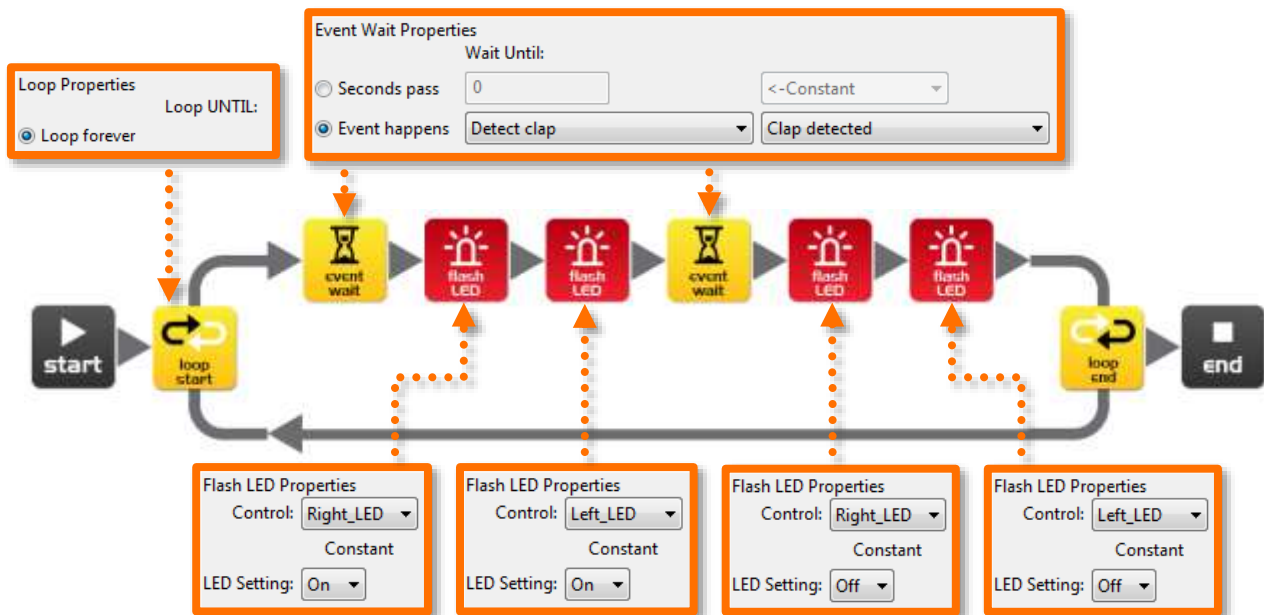 Event Wait Properties
Wait Until:
Seconds pass 0 <-Constant
Event happens Detect clap Clap detected
Loop Properties
Loop UNTIL:
Loop forever
event wait
flash LED
flash LED
event wait
flash LED
flash LED
start
loop start
loop end
end
Flash LED Properties
Control: Right_LED
Constant
LED Setting: On
Flash LED Properties
Control: Left_LED
Constant
LED Setting: On
Flash LED Properties
Control: Right_LED
Constant
LED Setting: Off
Flash LED Properties
Control: Left_LED
Constant
LED Setting: Off